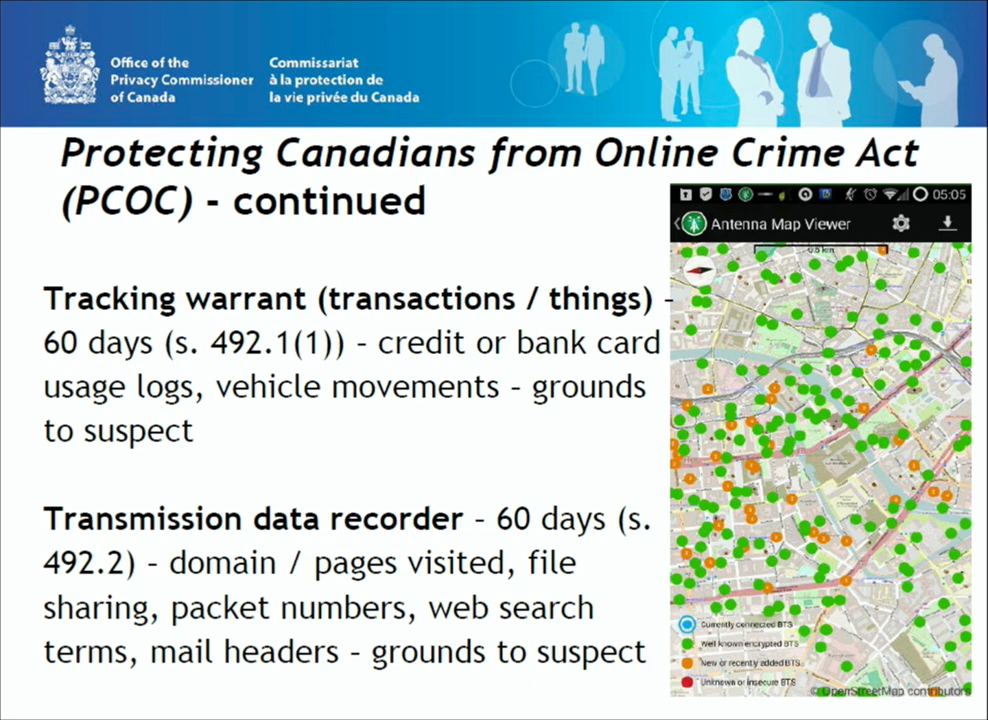 Office of the
Privacy Commissioner
of Canada
Commissariat
à la protection de
la vie privée du Canada
Protecting Canadians from Online Crime Act
(PCOC) - continued
Tracking warrant (transactions / things) -
60 days (s. 492.1(1)) - credit or bank card
usage logs, vehicle movements - grounds
to suspect
Transmission data recorder - 60 days (s.
492.2) - domain / pages visited, file
sharing, packet numbers, web search
terms, mail headers - grounds to suspect
05:05
Antenna Map Viewer
0.5 km
Currently connected BTS
Well known encrypted BTS
New or recently added BTS
Unknown or insecure BTS
© OpenStreetMap contributors